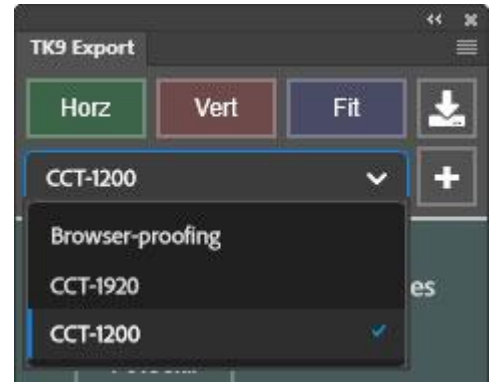 TK9 Export
Horz Vert Fit
CCT-1200
Browser-proofing
CCT-1920
es
CCT-1200